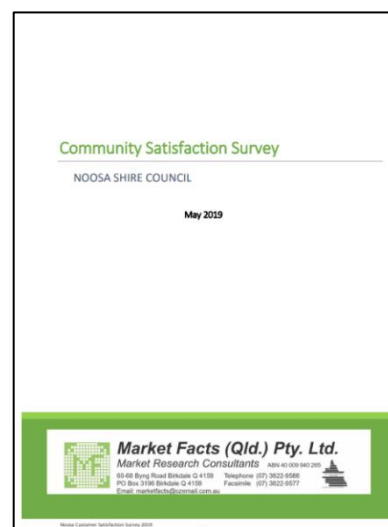 Community Satisfaction Survey
NOOSA SHIRE COUNCIL
May 2019
Market Facts (Qld.) Pty. Ltd.
Market Research Consultants ABN 40 009 940 265
60-66 Byng Road Birkdale Q 4159 Telephone (07) 3822-9586
PO Box 3196 Birkdale Q 4159 Facsimile (07) 3822-9577
Email: marketfacts@ozemail.com.au
Noosa Customer Satisfaction Survey 2019